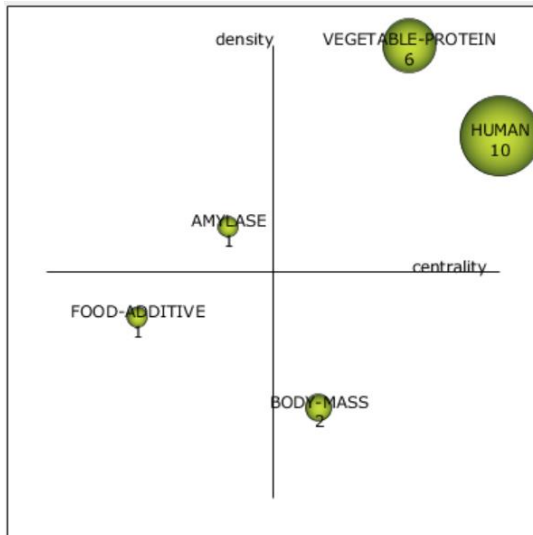 density
VEGETABLE-PROTEIN
6
HUMAN
10
AMYLASE
1
centrality
FOOD-ADDITIVE
1
BODY-MASS
2